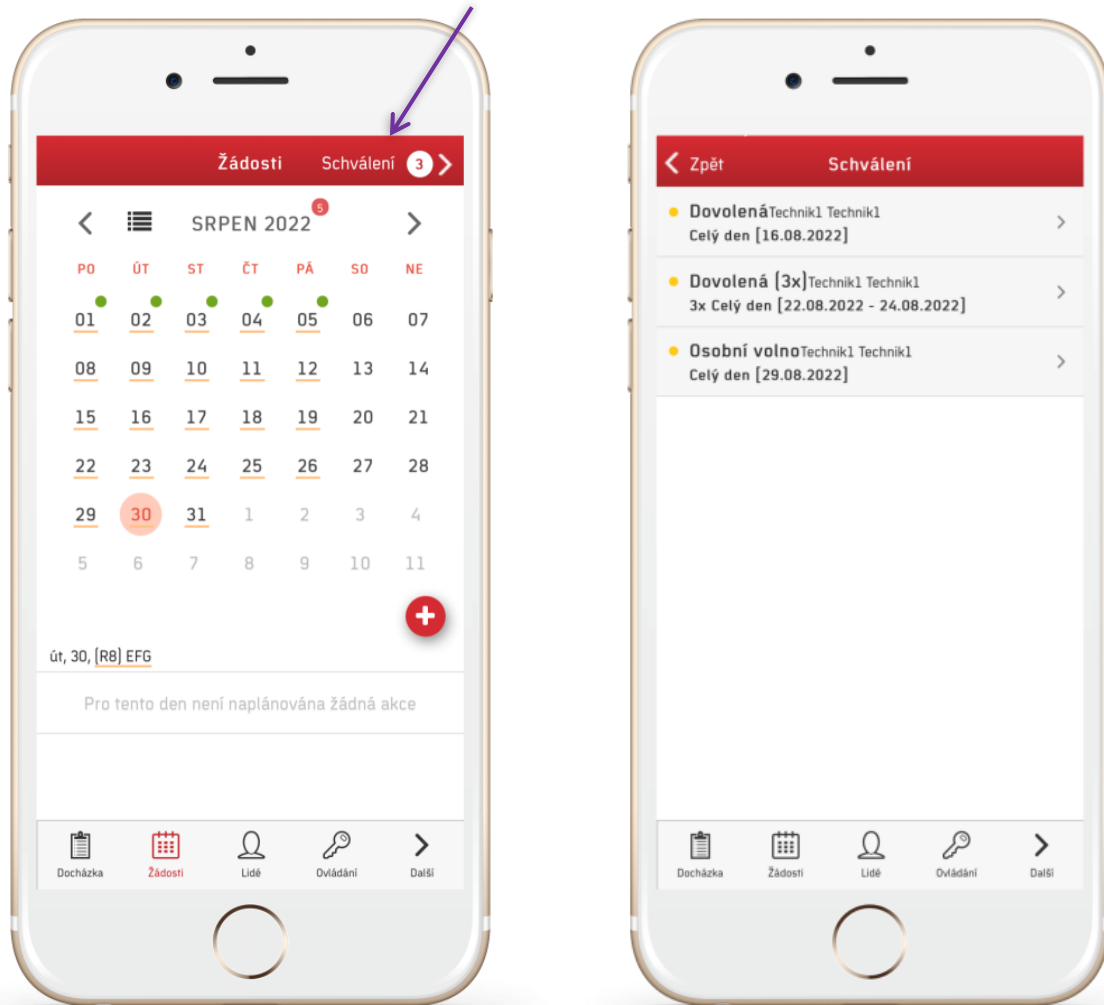 Žádosti Schválení 3
SRPEN 2022 5
PO ÚT ST ČT PÁ SO NE
01 02 03 04 05 06 07
08 09 10 11 12 13 14
15 16 17 18 19 20 21
22 23 24 25 26 27 28
29 30 31 1 2 3 4
5 6 7 8 9 10 11
út, 30, (R8) EFG
Pro tento den není naplánována žádná akce
Docházka Žádosti Lidé Ovládání Další
Zpět Schválení
Dovolená Technik1 Technik1
Celý den [16.08.2022]
Dovolená (3x) Technik1 Technik1
3x Celý den [22.08.2022 - 24.08.2022]
Osobní volno Technik1 Technik1
Celý den [29.08.2022]
Docházka Žádosti Lidé Ovládání Další